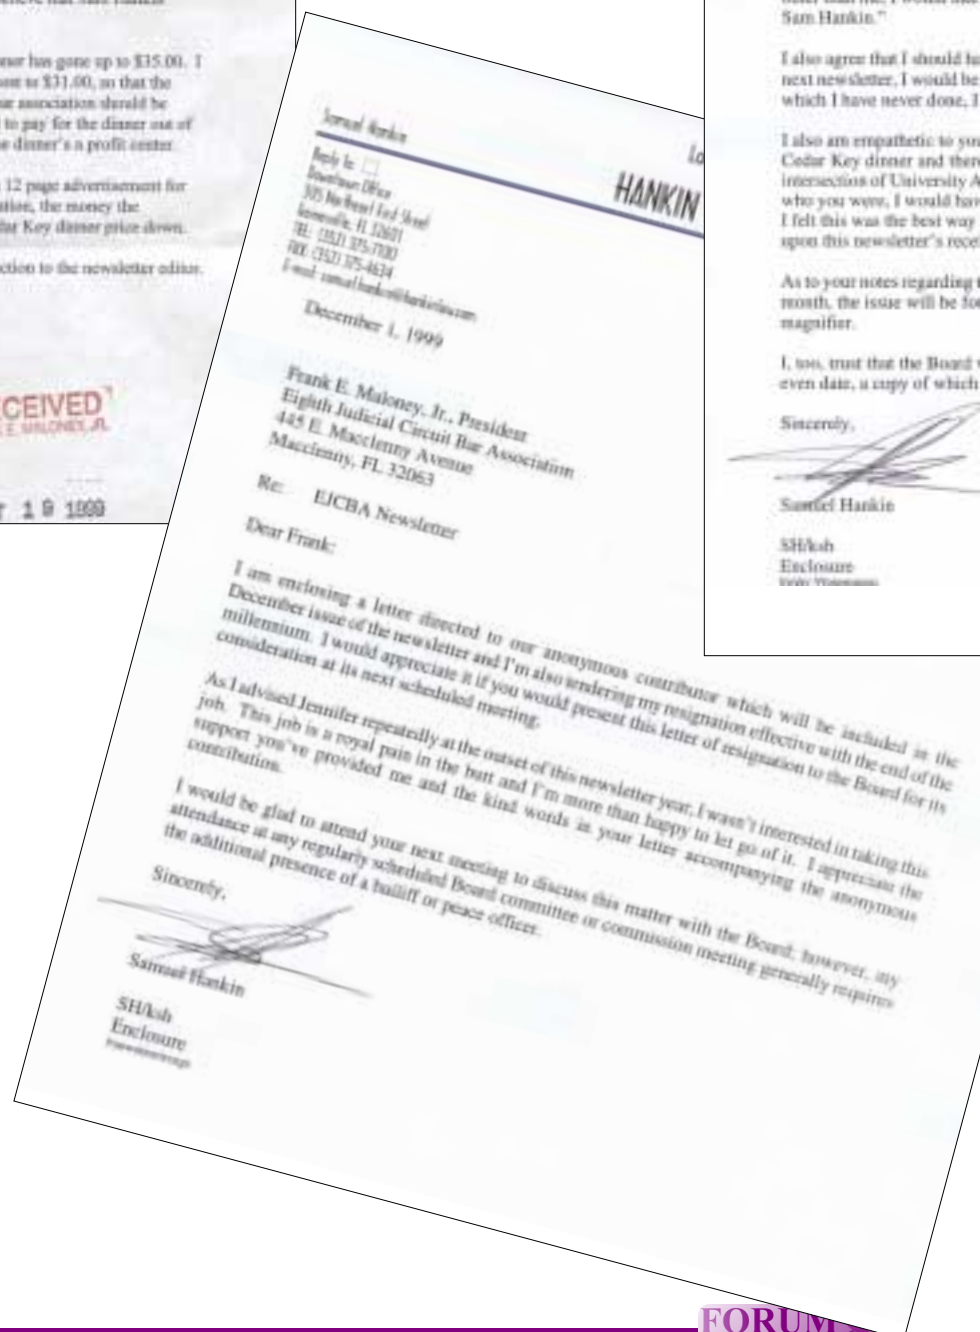 ner has gone up to $35.00. I
to $31.00, so that the
association should be
to pay for the dinner out of
dinner's a profit center.
12 page advertisement for
the money the
Key dinner price down.
ction to the newsletter editor.
CEIVED
E. MALONEY, JR.
19 1999
Samuel Hankin
HANKIN
Reply to:
Downtown Office
Gainesville, FL 32601
TEL: (352) 375-7700
FAX: (352) 375-4634
December 1, 1999
Frank E. Maloney, Jr., President
Eighth Judicial Circuit Bar Association
445 E. Macclenny Avenue
Macclenny, FL 32063
Re: EJCBA Newsletter
Dear Frank:
I am enclosing a letter directed to our anonymous contributor which will be included in the
December issue of the newsletter and I'm also tendering my resignation effective with the end of the
millennium. I would appreciate it if you would present this letter of resignation to the Board for its
consideration at its next scheduled meeting.
As I advised Jennifer repeatedly at the outset of this newsletter year, I wasn't interested in taking this
job. This job is a royal pain in the butt and I'm more than happy to let go of it. I appreciate the
support you've provided me and the kind words in your letter accompanying the anonymous
contribution.
I would be glad to attend your next meeting to discuss this matter with the Board; however, my
attendance at any regularly scheduled Board committee or commission meeting generally requires
the additional presence of a bailiff or peace officer.
Sincerely,
Samuel Hankin
SH/ksh
Enclosure
Sam Hankin."
I also agree that I should ha
next newsletter, I would be
which I have never done, I
I also am empathetic to you
Cedar Key dinner and ther
intersection of University A
who you were, I would hav
I felt this was the best way
upon this newsletter's recei
As to your notes regarding
month, the issue will be for
magnifier.
I, too, trust that the Board
even date, a copy of which
Sincerely,
Samuel Hankin
SH/ksh
Enclosure
FORUM